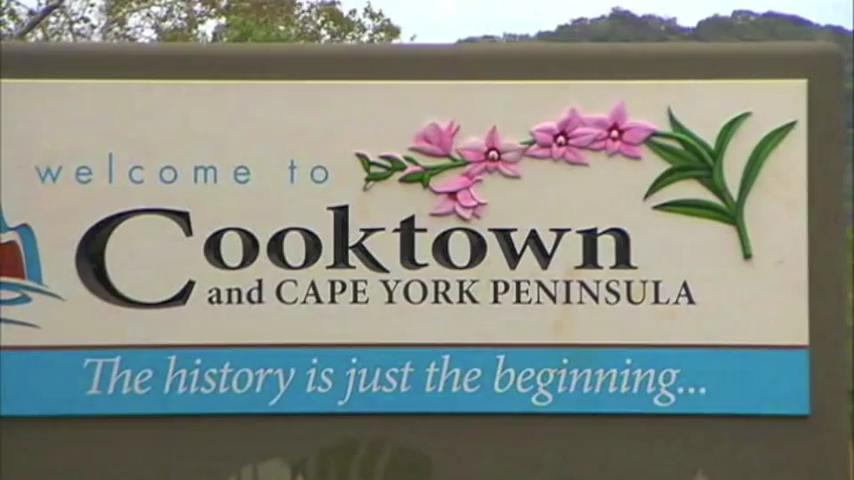 welcome to
Cooktown
and CAPE YORK PENINSULA
The history is just the beginning...